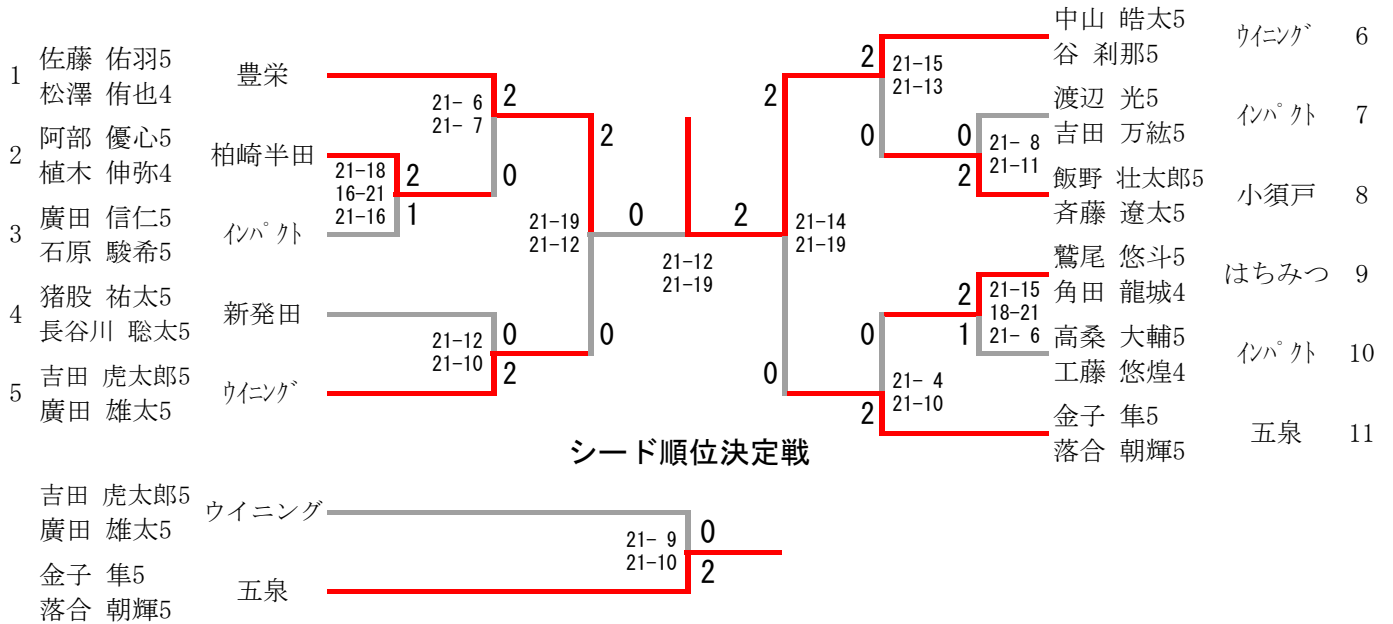 1 佐藤 佑羽5 豊栄
松澤 侑也4
2 阿部 優心5 柏崎半田
植木 伸弥4
3 廣田 信仁5 インパクト
石原 駿希5
4 猪股 祐太5 新発田
長谷川 聡太5
5 吉田 虎太郎5 ウイニング
廣田 雄太5
21- 6
21- 7
2
0
21-18
16-21
21-16
2
1
21-12
21-10
0
2
21-19
21-12
2
0
0
2
21-12
21-19
21-14
21-19
2
0
21-15
21-13
2
0
21- 8
21-11
0
2
21-15
18-21
21- 6
2
1
21- 4
21-10
0
2
中山 皓太5 ウイニング 6
谷 刹那5
渡辺 光5 インパクト 7
吉田 万紘5
飯野 壮太郎5 小須戸 8
斉藤 遼太5
鷲尾 悠斗5 はちみつ 9
角田 龍城4
高桑 大輔5 インパクト 10
工藤 悠煌4
金子 隼5 五泉 11
落合 朝輝5
シード順位決定戦
吉田 虎太郎5 ウイニング
廣田 雄太5
金子 隼5 五泉
落合 朝輝5
21- 9
21-10
0
2